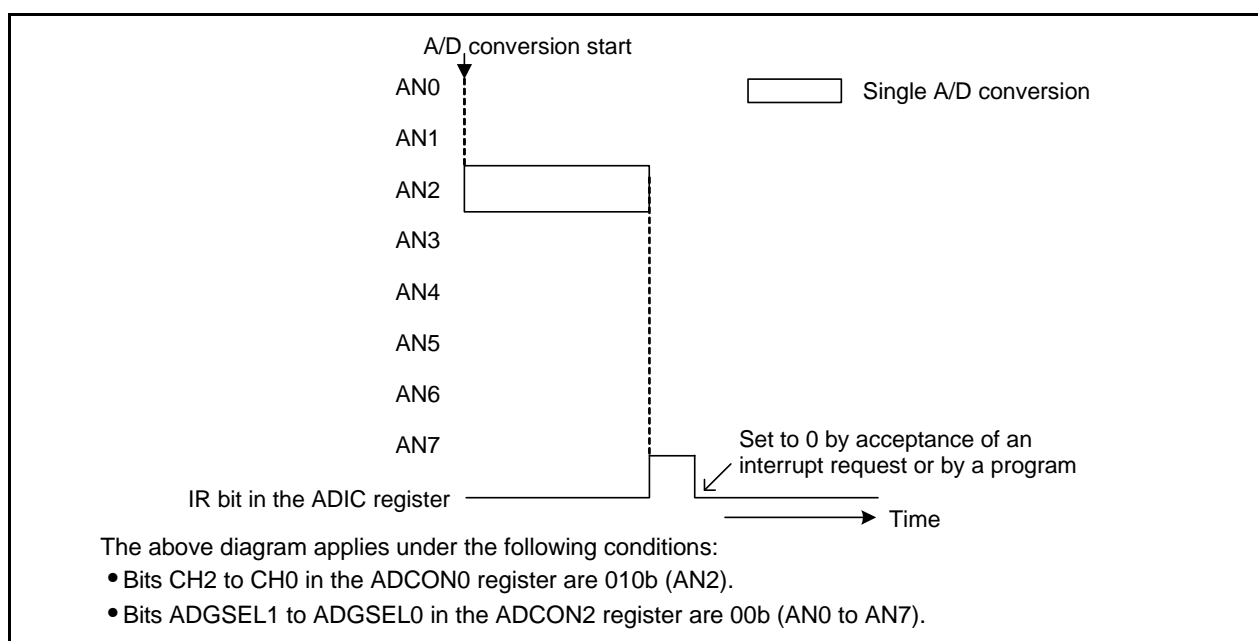 A/D conversion start
AN0
Single A/D conversion
AN1
AN2
AN3
AN4
AN5
AN6
AN7
Set to 0 by acceptance of an
interrupt request or by a program
IR bit in the ADIC register
Time
The above diagram applies under the following conditions:
• Bits CH2 to CH0 in the ADCON0 register are 010b (AN2).
• Bits ADGSEL1 to ADGSEL0 in the ADCON2 register are 00b (AN0 to AN7).